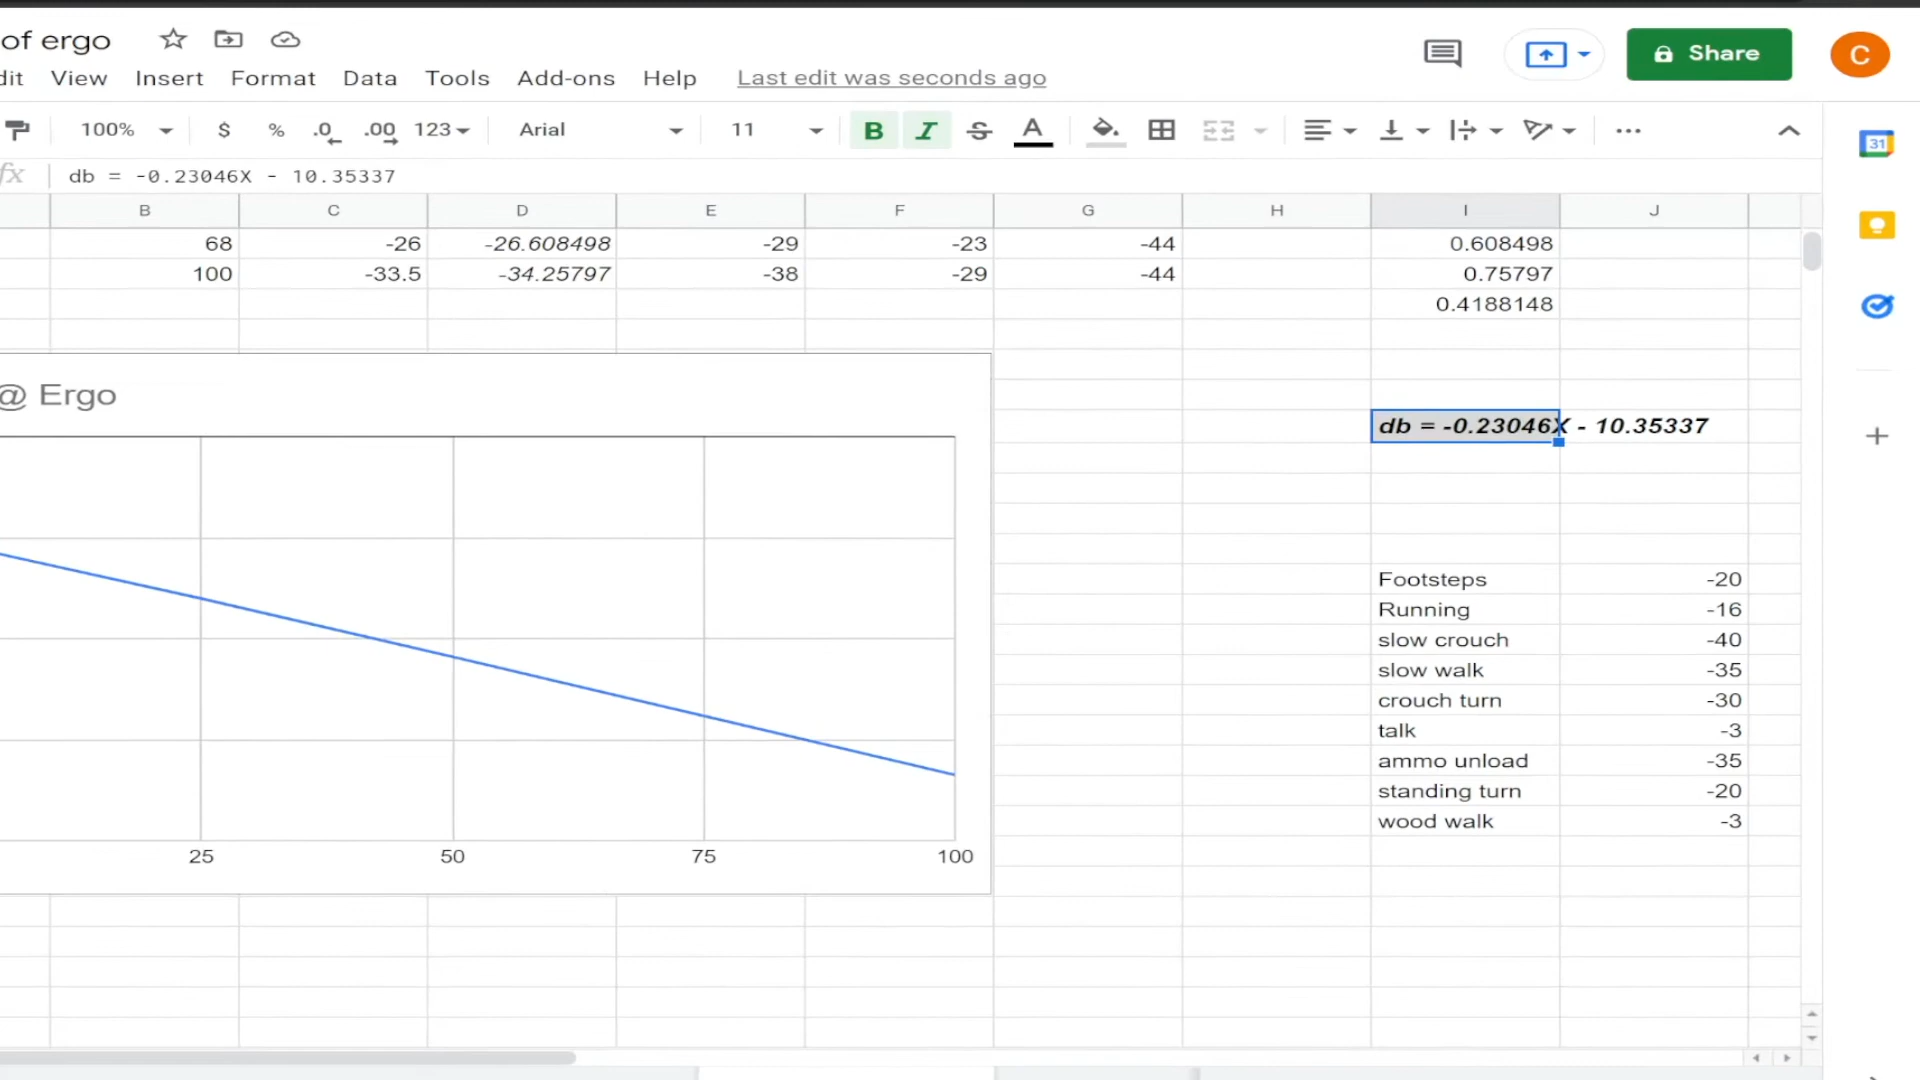 of ergo
Share
C
dit View Insert Format Data Tools Add-ons Help Last edit was seconds ago
100% $ % .0 .00 123 Arial 11 B I S A
31
fx db = -0.23046X - 10.35337
B C D E F G H I J
68 -26 -26.608498 -29 -23 -44 0.608498
100 -33.5 -34.25797 -38 -29 -44 0.75797
0.4188148
@ Ergo
db = -0.23046X - 10.35337
Footsteps -20
Running -16
slow crouch -40
slow walk -35
crouch turn -30
talk -3
ammo unload -35
standing turn -20
wood walk -3
25 50 75 100